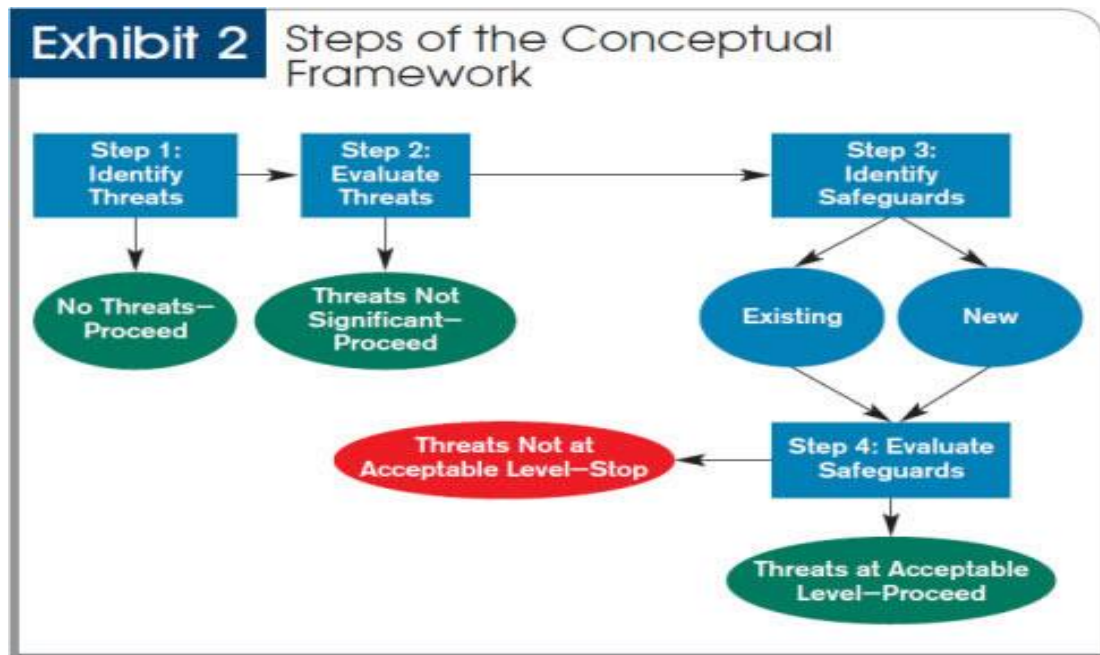 Exhibit 2
Steps of the Conceptual
Framework
Step 1:
Identify
Threats
Step 2:
Evaluate
Threats
Step 3:
Identify
Safeguards
No Threats—
Proceed
Threats Not
Significant—
Proceed
Existing
New
Threats Not at
Acceptable Level—Stop
Step 4: Evaluate
Safeguards
Threats at Acceptable
Level—Proceed